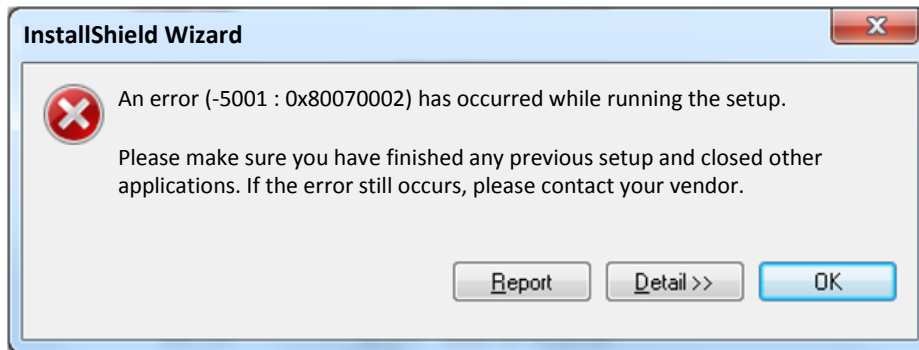 InstallShield Wizard
An error (-5001 : 0x80070002) has occurred while running the setup.
Please make sure you have finished any previous setup and closed other
applications. If the error still occurs, please contact your vendor.
Report
Detail >>
OK